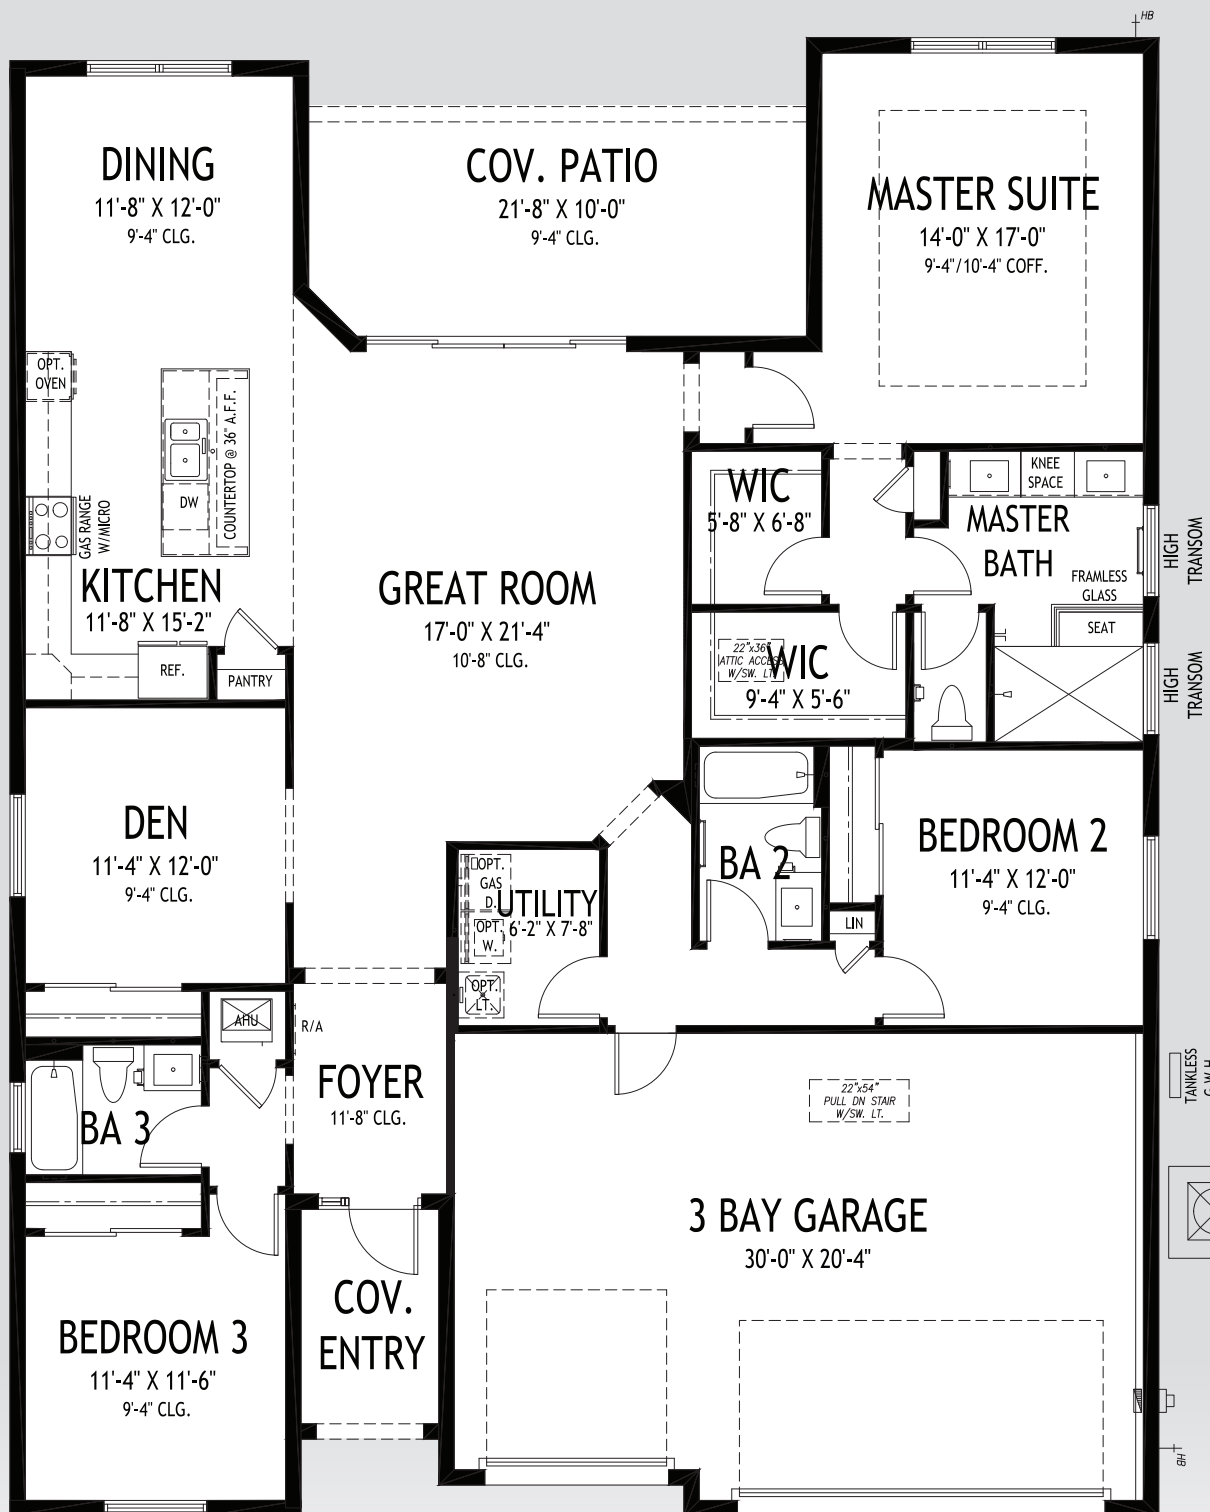 HB
DINING
11'-8" X 12'-0"
9'-4" CLG.
COV. PATIO
21'-8" X 10'-0"
9'-4" CLG.
MASTER SUITE
14'-0" X 17'-0"
9'-4"/10'-4" COFF.
OPT.
OVEN
COUNTERTOP @ 36" A.F.F.
DW
GAS RANGE
W/MICRO
KITCHEN
11'-8" X 15'-2"
REF.
PANTRY
GREAT ROOM
17'-0" X 21'-4"
10'-8" CLG.
WIC
5'-8" X 6'-8"
KNEE
SPACE
MASTER
BATH
FRAMLESS
GLASS
SEAT
HIGH
TRANSOM
HIGH
TRANSOM
22"x36"
ATTIC ACCESS
W/SW. LT.
WIC
9'-4" X 5'-6"
DEN
11'-4" X 12'-0"
9'-4" CLG.
OPT.
GAS
D.
UTILITY
6'-2" X 7'-8"
OPT.
W.
OPT.
LT.
BA 2
LIN
BEDROOM 2
11'-4" X 12'-0"
9'-4" CLG.
AHU
R/A
FOYER
11'-8" CLG.
BA 3
22"x54"
PULL DN STAIR
W/SW. LT.
TANKLESS
G.W.H.
3 BAY GARAGE
30'-0" X 20'-4"
COV.
ENTRY
BEDROOM 3
11'-4" X 11'-6"
9'-4" CLG.
HB